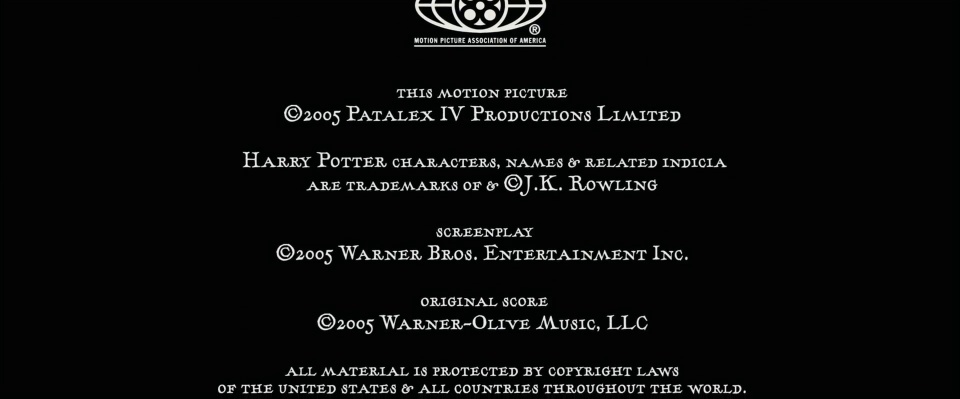 MOTION PICTURE ASSOCIATION OF AMERICA
®
THIS MOTION PICTURE
©2005 PATALEX IV PRODUCTIONS LIMITED
HARRY POTTER CHARACTERS, NAMES & RELATED INDICIA
ARE TRADEMARKS OF & ©J.K. ROWLING
SCREENPLAY
©2005 WARNER BROS. ENTERTAINMENT INC.
ORIGINAL SCORE
©2005 WARNER-OLIVE MUSIC, LLC
ALL MATERIAL IS PROTECTED BY COPYRIGHT LAWS
OF THE UNITED STATES & ALL COUNTRIES THROUGHOUT THE WORLD.